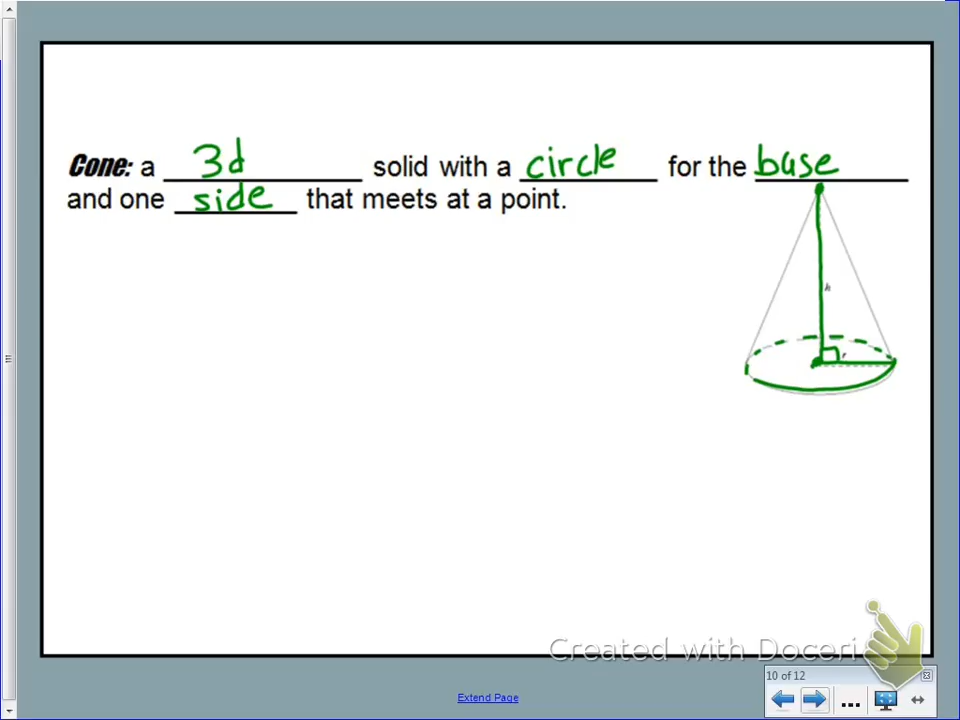 Cone: a 3d solid with a circle for the base
and one side that meets at a point.
h
r
Created with Doceri
10 of 12
Extend Page